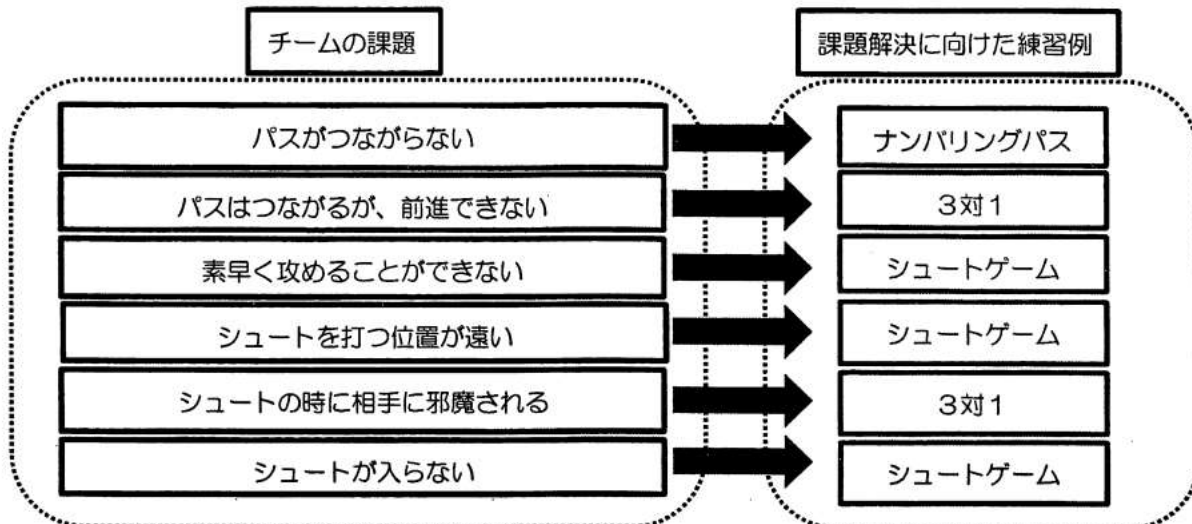 チームの課題
課題解決に向けた練習例
パスがつながらない
ナンバリングパス
パスはつながるが、前進できない
3対1
素早く攻めることができない
シュートゲーム
シュートを打つ位置が遠い
シュートゲーム
シュートの時に相手に邪魔される
3対1
シュートが入らない
シュートゲーム